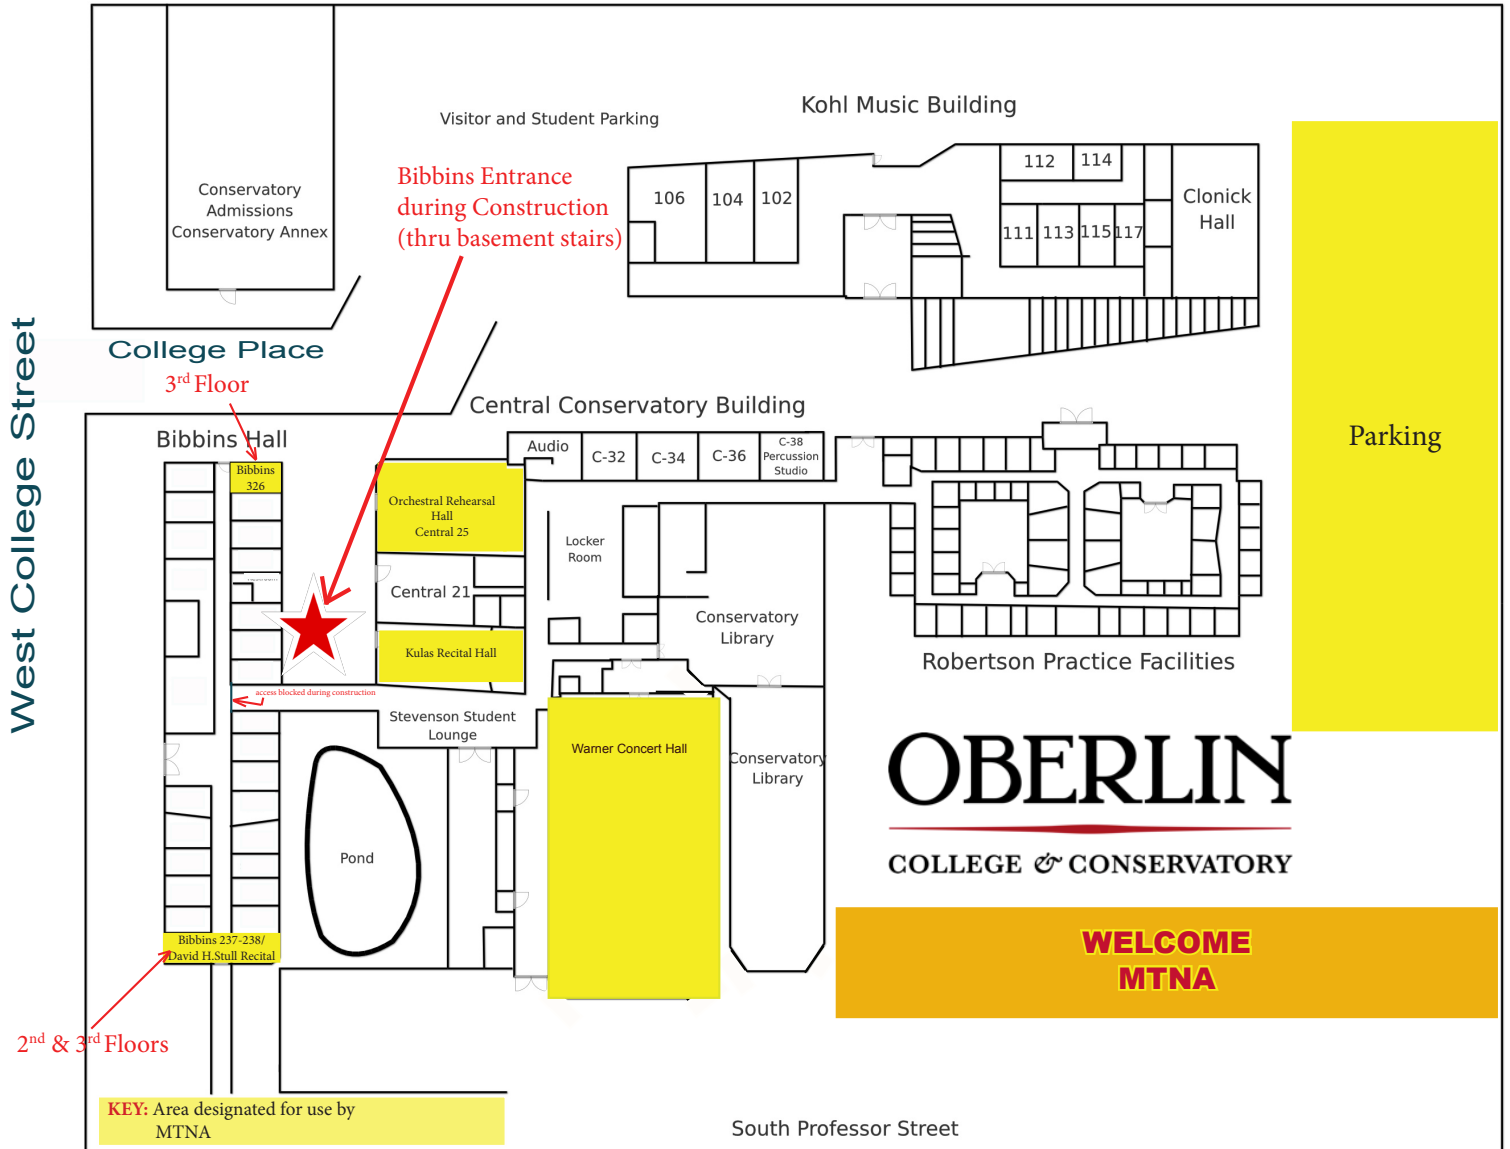 Kohl Music Building
Visitor and Student Parking
112
114
106
104
102
Clonick
Hall
111
113
115
117
Conservatory
Admissions
Conservatory Annex
Bibbins Entrance
during Construction
(thru basement stairs)
Parking
West College Street
College Place
3rd Floor
Central Conservatory Building
Bibbins Hall
Audio
C-32
C-34
C-36
C-38
Percussion
Studio
Bibbins
326
Orchestral Rehearsal
Hall
Central 25
Locker
Room
Central 21
Conservatory
Library
Kulas Recital Hall
Robertson Practice Facilities
access blocked during construction
Stevenson Student
Lounge
Warner Concert Hall
Conservatory
Library
OBERLIN
COLLEGE & CONSERVATORY
Pond
Bibbins 237-238/
David H.Stull Recital
WELCOME
MTNA
2nd & 3rd Floors
KEY: Area designated for use by
MTNA
South Professor Street